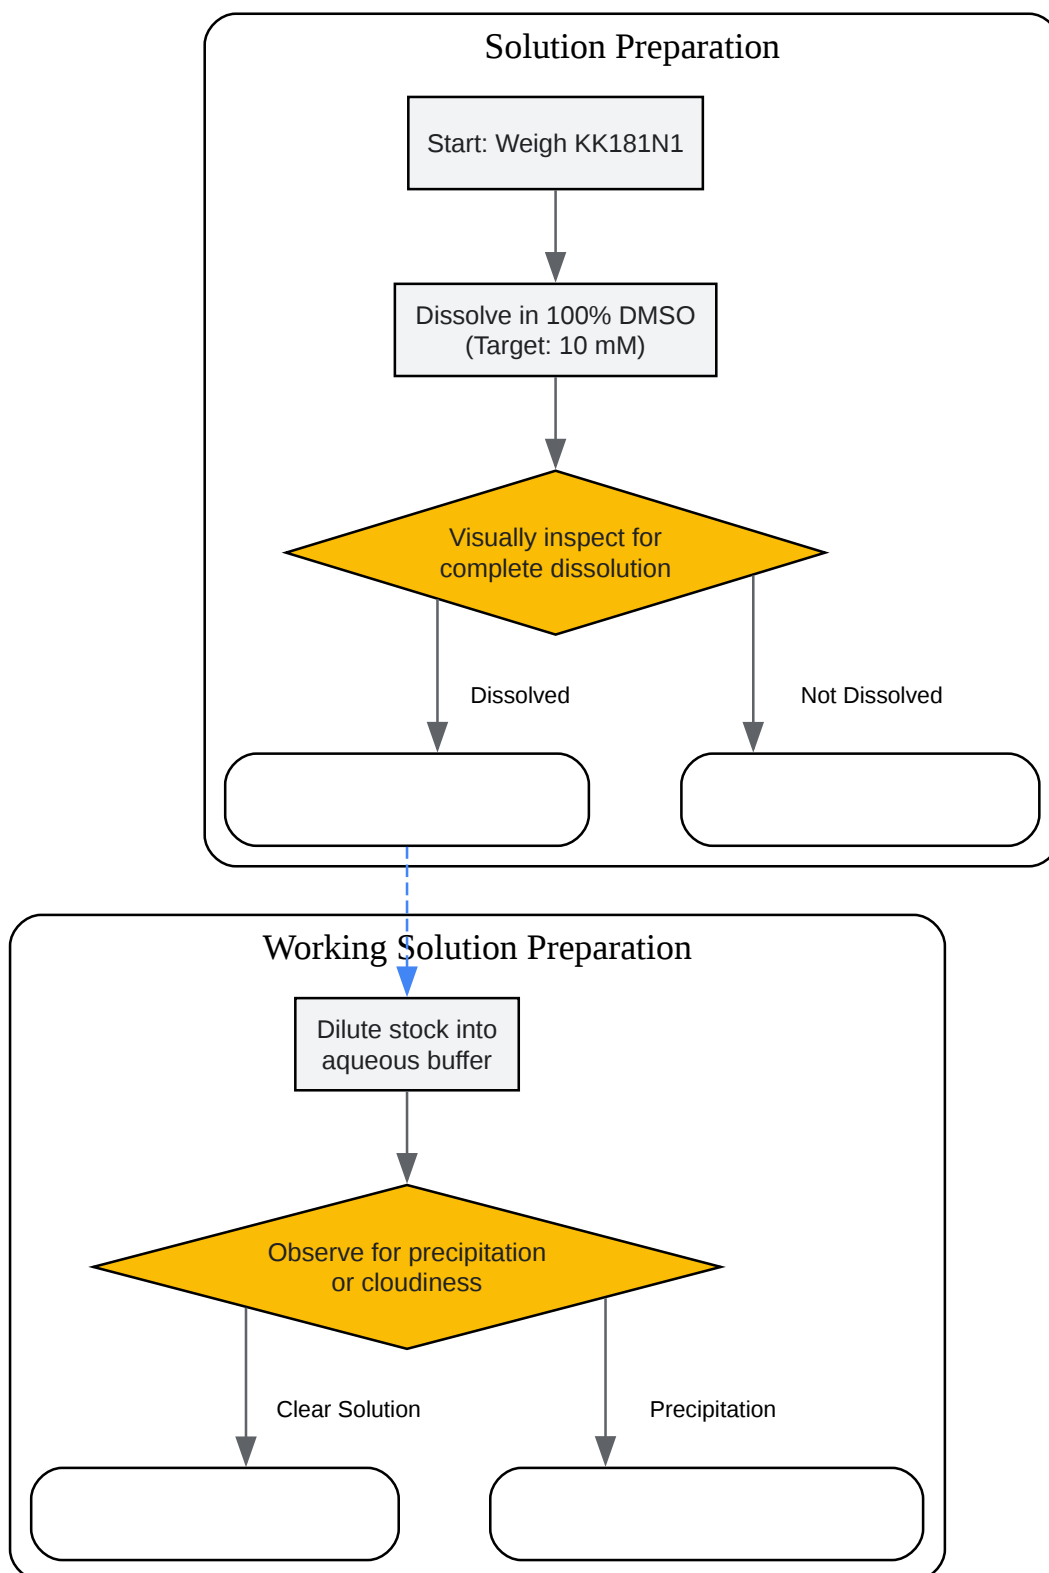 Solution Preparation
Start: Weigh KK181N1
Dissolve in 100% DMSO
(Target: 10 mM)
Visually inspect for
complete dissolution
Dissolved
Not Dissolved
Working Solution Preparation
Dilute stock into
aqueous buffer
Observe for precipitation
or cloudiness
Clear Solution
Precipitation